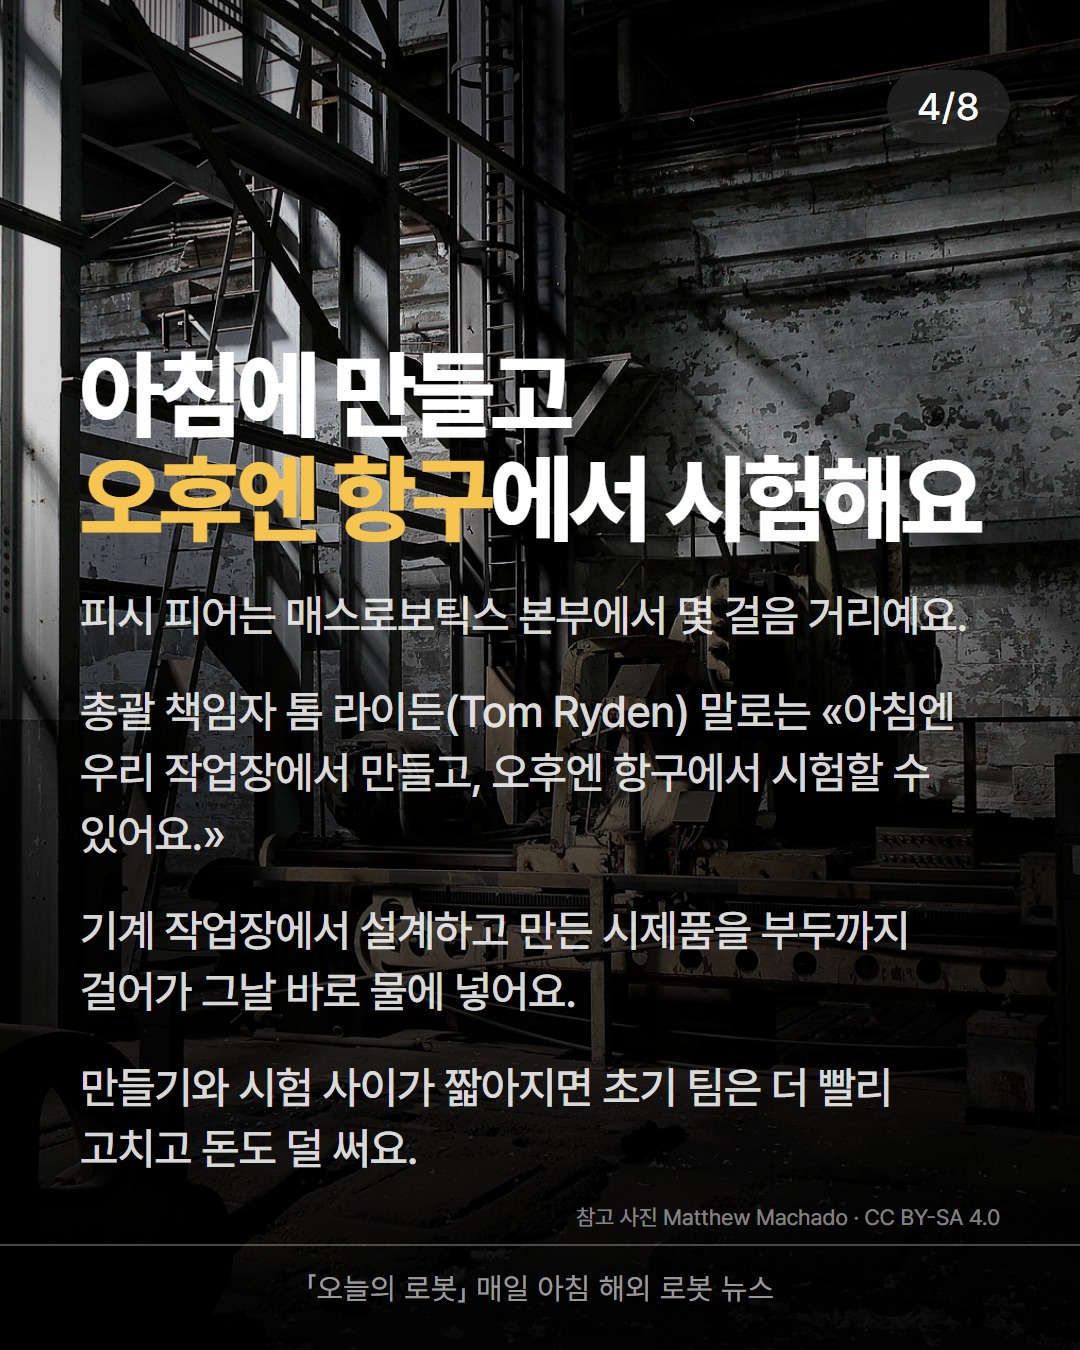 4/8
아침에 만들고
오후엔 항구에서 시험해요
피시 피어는 매스로보틱스 본부에서 몇 걸음 거리예요.
총괄 책임자 톰 라이든(Tom Ryden) 말로는 «아침엔
우리 작업장에서 만들고, 오후엔 항구에서 시험할 수
있어요.»
기계 작업장에서 설계하고 만든 시제품을 부두까지
걸어가 그날 바로 물에 넣어요.
만들기와 시험 사이가 짧아지면 초기 팀은 더 빨리
고치고 돈도 덜 써요.
참고 사진 Matthew Machado · CC BY-SA 4.0
「오늘의 로봇」 매일 아침 해외 로봇 뉴스